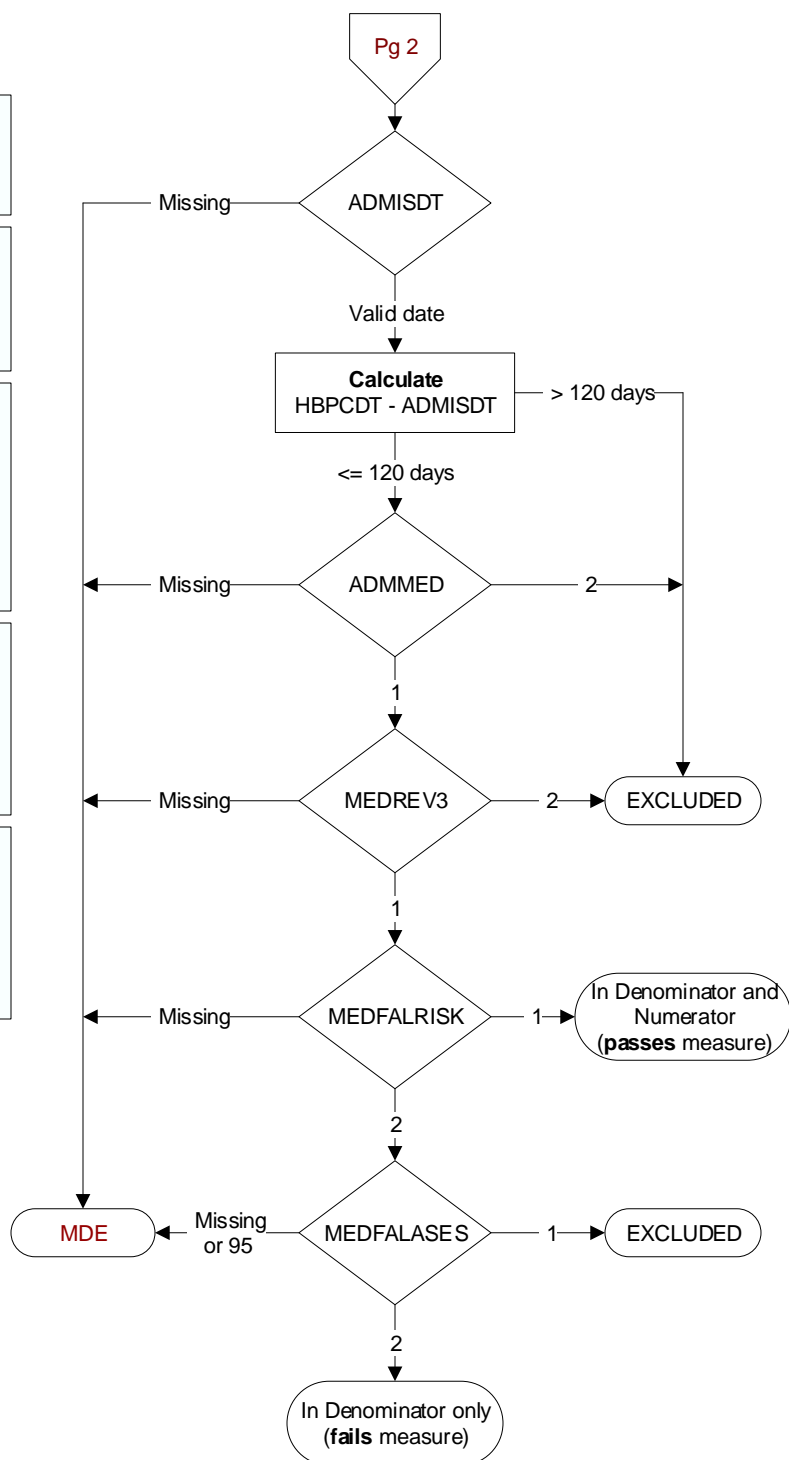 Pg 2
Missing
ADMISDT
Valid date
Calculate
HBPCDT - ADMISDT
> 120 days
<= 120 days
Missing
ADMMED
2
1
Missing
MEDREV3
2
EXCLUDED
1
Missing
MEDFALRISK
1
In Denominator and
Numerator
(passes measure)
2
MDE
Missing
or 95
MEDFALASES
1
EXCLUDED
2
In Denominator only
(fails measure)